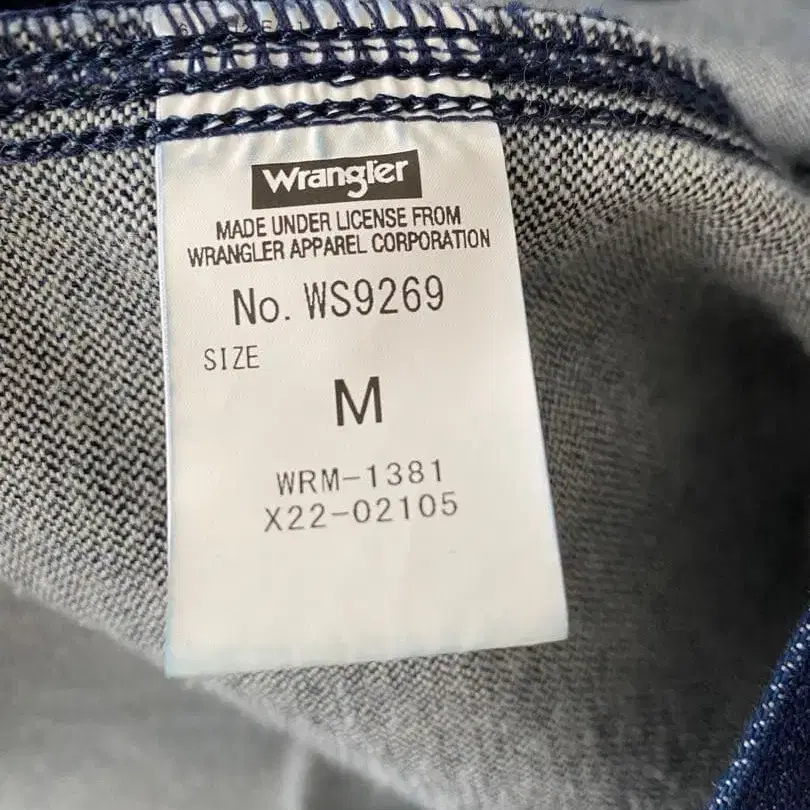 Wrangler
MADE UNDER LICENSE FROM
WRANGLER APPAREL CORPORATION
No. WS9269
SIZE
M
WRM-1381
X22-02105